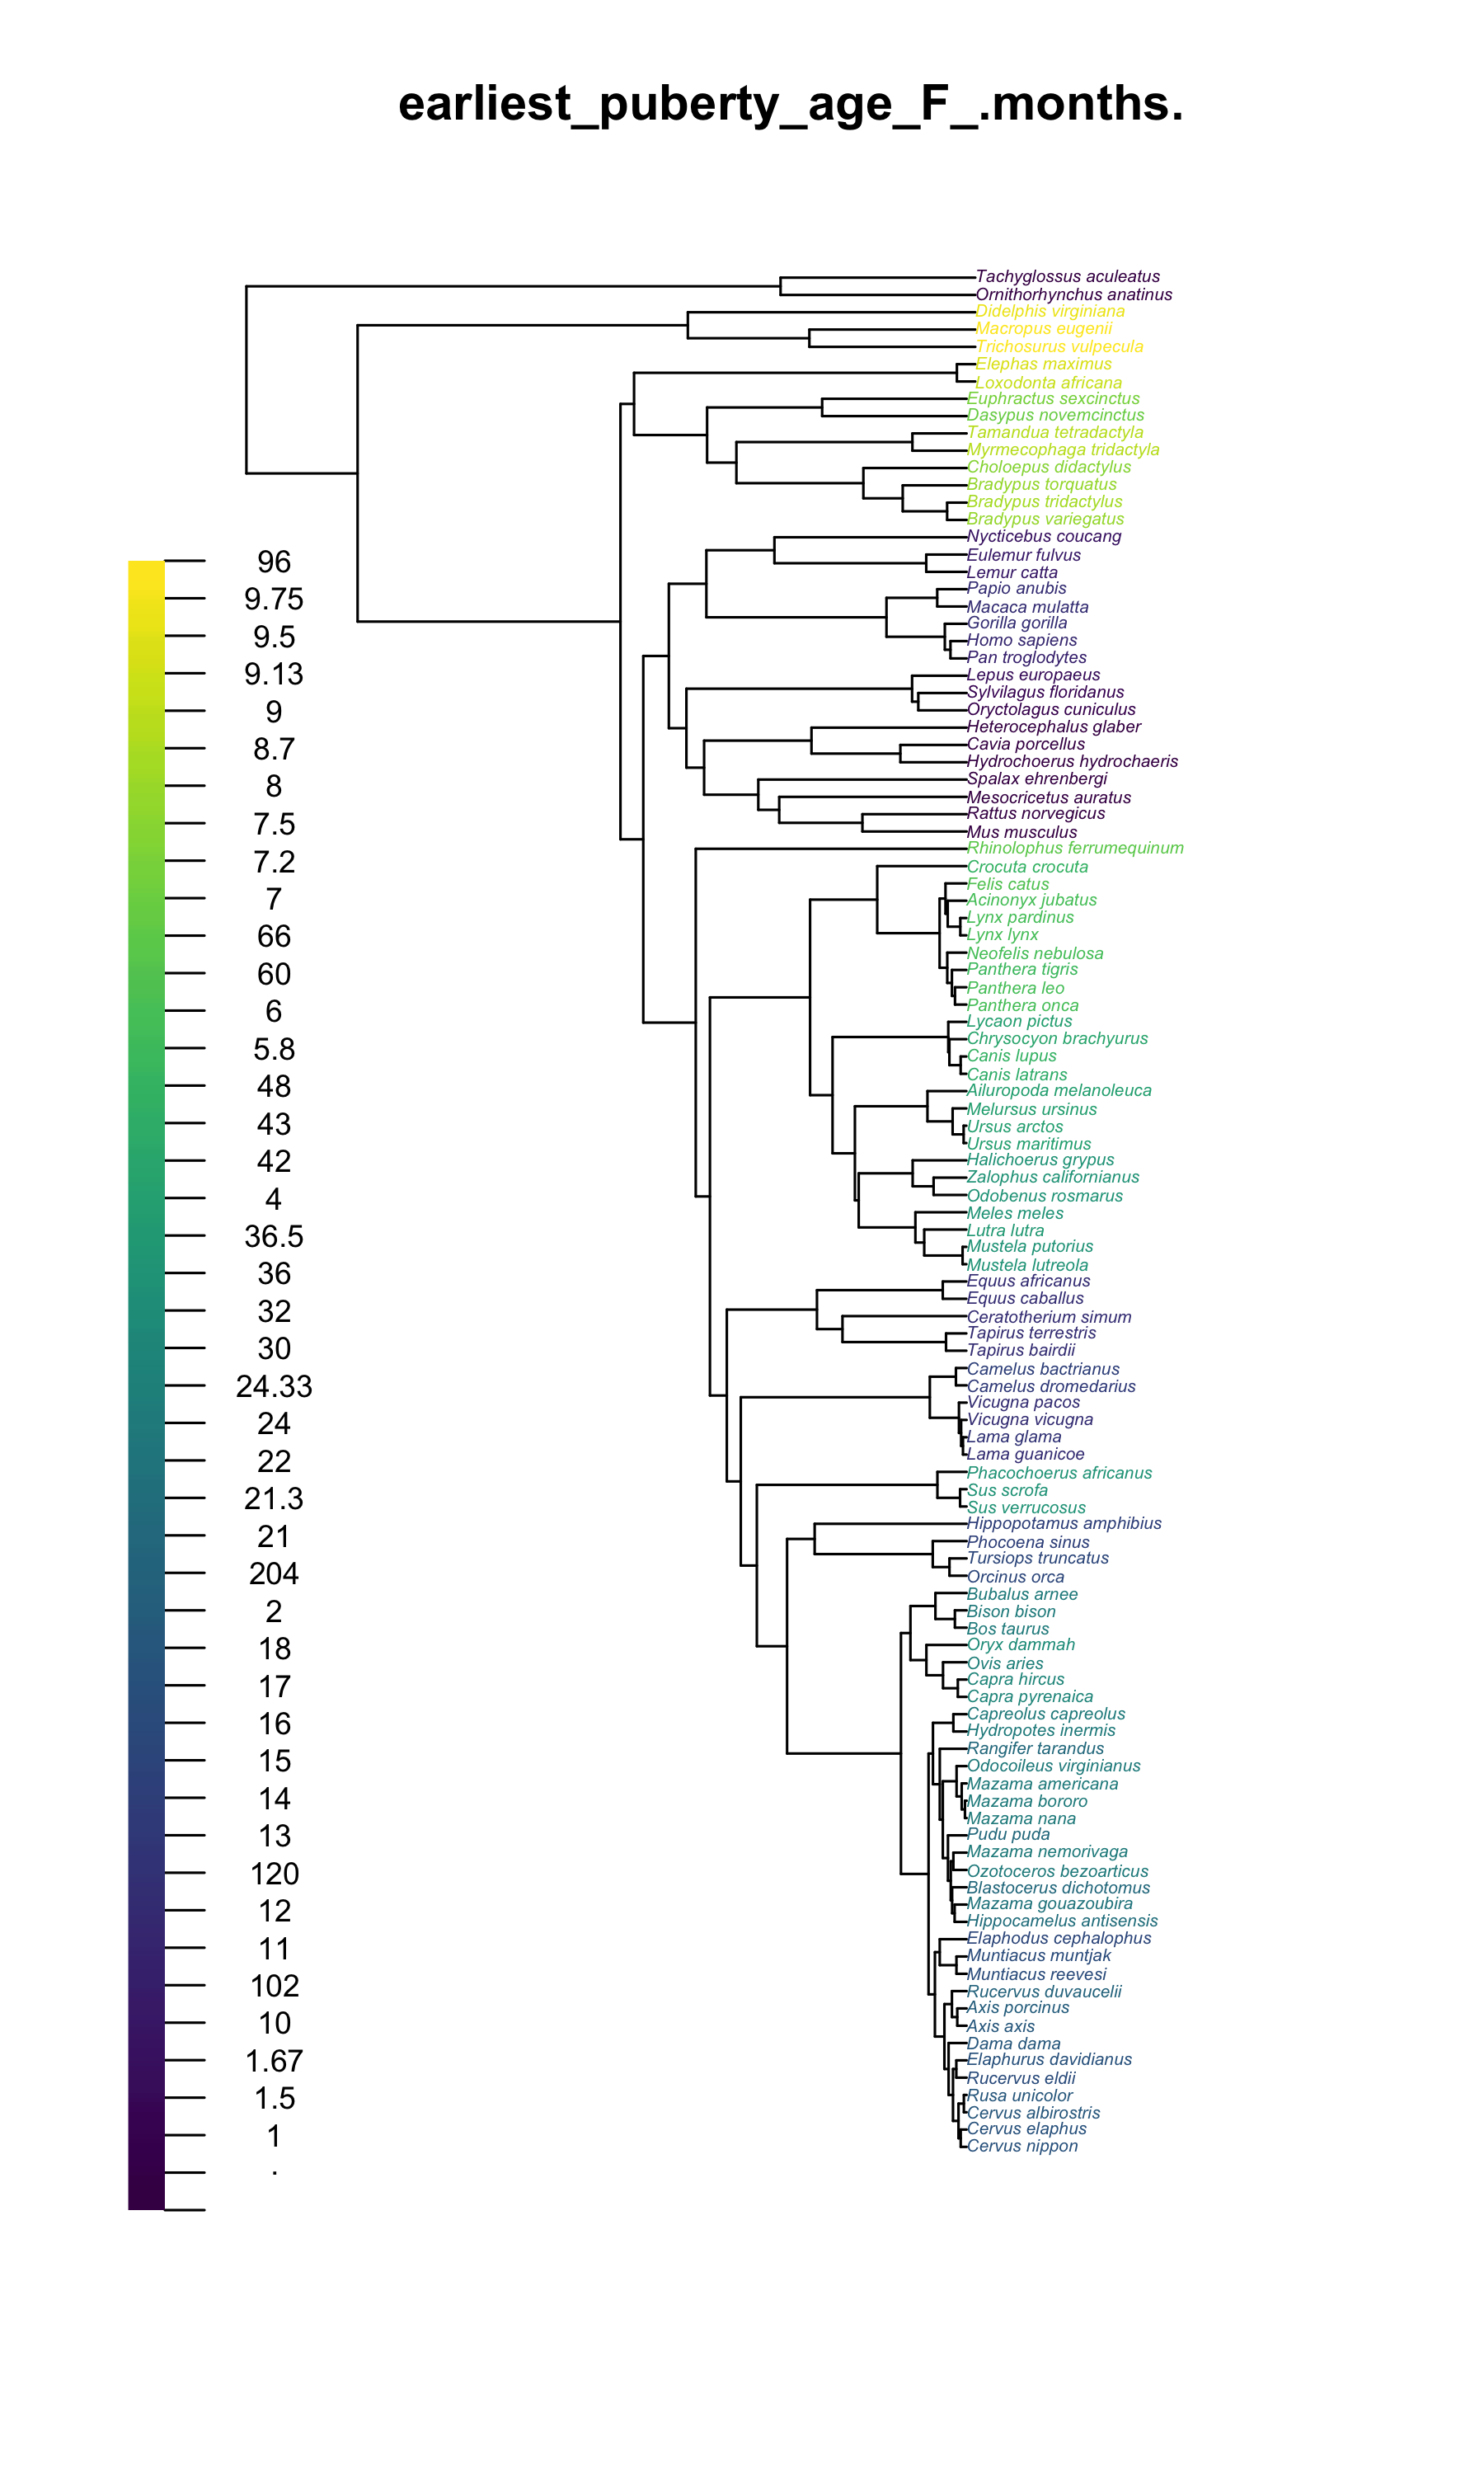 earliest_puberty_age_F_.months.
Tachyglossus aculeatus
Ornithorhynchus anatinus
Didelphis virginiana
Macropus eugenii
Trichosurus vulpecula
Elephas maximus
Loxodonta africana
Euphractus sexcinctus
Dasypus novemcinctus
Tamandua tetradactyla
Myrmecophaga tridactyla
Choloepus didactylus
Bradypus torquatus
Bradypus tridactylus
Bradypus variegatus
Nycticebus coucang
Eulemur fulvus
Lemur catta
Papio anubis
Macaca mulatta
Gorilla gorilla
Homo sapiens
Pan troglodytes
Lepus europaeus
Sylvilagus floridanus
Oryctolagus cuniculus
Heterocephalus glaber
Cavia porcellus
Hydrochoerus hydrochaeris
Spalax ehrenbergi
Mesocricetus auratus
Rattus norvegicus
Mus musculus
Rhinolophus ferrumequinum
Crocuta crocuta
Felis catus
Acinonyx jubatus
Lynx pardinus
Lynx lynx
Neofelis nebulosa
Panthera tigris
Panthera leo
Panthera onca
Lycaon pictus
Chrysocyon brachyurus
Canis lupus
Canis latrans
Ailuropoda melanoleuca
Melursus ursinus
Ursus arctos
Ursus maritimus
Halichoerus grypus
Zalophus californianus
Odobenus rosmarus
Meles meles
Lutra lutra
Mustela putorius
Mustela lutreola
Equus africanus
Equus caballus
Ceratotherium simum
Tapirus terrestris
Tapirus bairdii
Camelus bactrianus
Camelus dromedarius
Vicugna pacos
Vicugna vicugna
Lama glama
Lama guanicoe
Phacochoerus africanus
Sus scrofa
Sus verrucosus
Hippopotamus amphibius
Phocoena sinus
Tursiops truncatus
Orcinus orca
Bubalus arnee
Bison bison
Bos taurus
Oryx dammah
Ovis aries
Capra hircus
Capra pyrenaica
Capreolus capreolus
Hydropotes inermis
Rangifer tarandus
Odocoileus virginianus
Mazama americana
Mazama bororo
Mazama nana
Pudu puda
Mazama nemorivaga
Ozotoceros bezoarticus
Blastocerus dichotomus
Mazama gouazoubira
Hippocamelus antisensis
Elaphodus cephalophus
Muntiacus muntjak
Muntiacus reevesi
Rucervus duvaucelii
Axis porcinus
Axis axis
Dama dama
Elaphurus davidianus
Rucervus eldii
Rusa unicolor
Cervus albirostris
Cervus elaphus
Cervus nippon
96
9.75
9.5
9.13
9
8.7
8
7.5
7.2
7
66
60
6
5.8
48
43
42
4
36.5
36
32
30
24.33
24
22
21.3
21
204
2
18
17
16
15
14
13
120
12
11
102
10
1.67
1.5
1
.